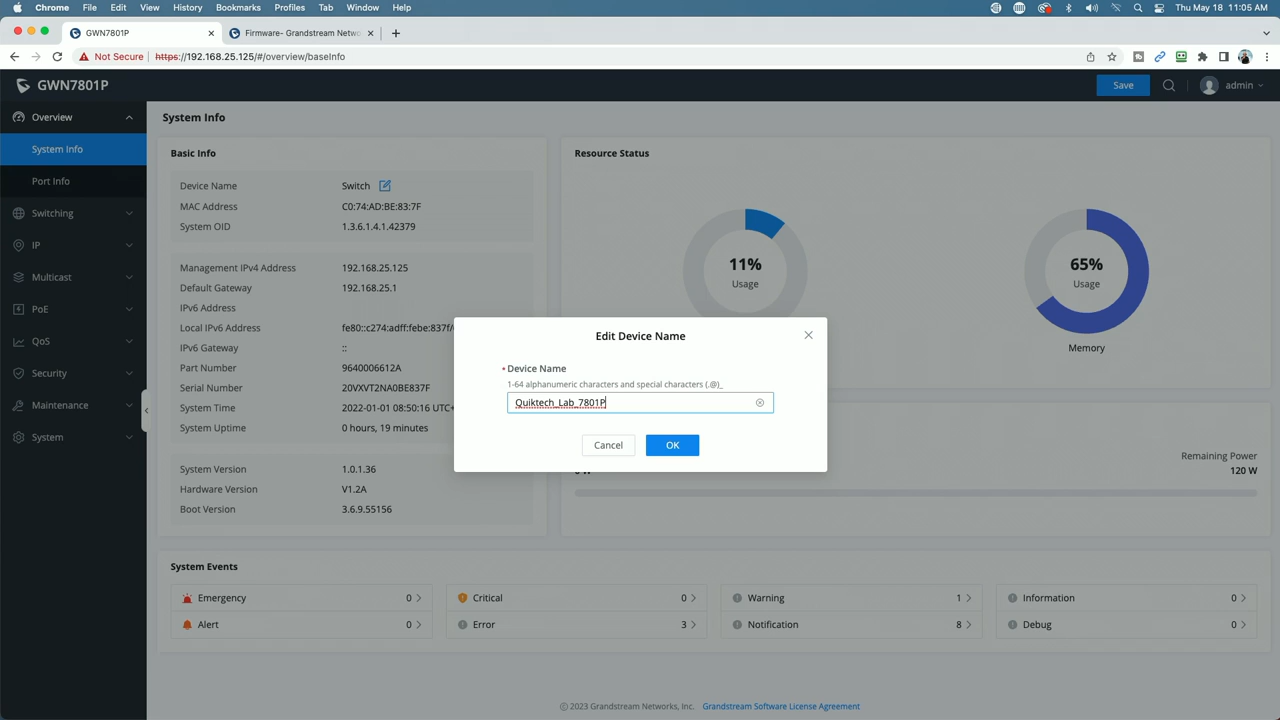 Chrome File Edit View History Bookmarks Profiles Tab Window Help Thu May 18 11:05 AM
GWN7801P Firmware- Grandstream Netwo
Not Secure https://192.168.25.125/#/overview/baseInfo
GWN7801P Save admin
Overview
System Info
Port Info
Switching
IP
Multicast
PoE
QoS
Security
Maintenance
System
System Info
Basic Info
Device Name Switch
MAC Address C0:74:AD:BE:83:7F
System OID 1.3.6.1.4.1.42379
Management IPv4 Address 192.168.25.125
Default Gateway 192.168.25.1
IPv6 Address
Local IPv6 Address fe80::c274:adff:febe:837f/
IPv6 Gateway ::
Part Number 9640006612A
Serial Number 20VXVT2NA0BE837F
System Time 2022-01-01 08:50:16 UTC+
System Uptime 0 hours, 19 minutes
System Version 1.0.1.36
Hardware Version V1.2A
Boot Version 3.6.9.55156
Resource Status
11%
Usage
65%
Usage
Memory
Remaining Power
120 W
Edit Device Name
* Device Name
1-64 alphanumeric characters and special characters (.@)_
Quiktech_Lab_7801P
Cancel OK
System Events
Emergency 0 Critical 0 Warning 1 Information 0
Alert 0 Error 3 Notification 8 Debug 0
© 2023 Grandstream Networks, Inc. Grandstream Software License Agreement